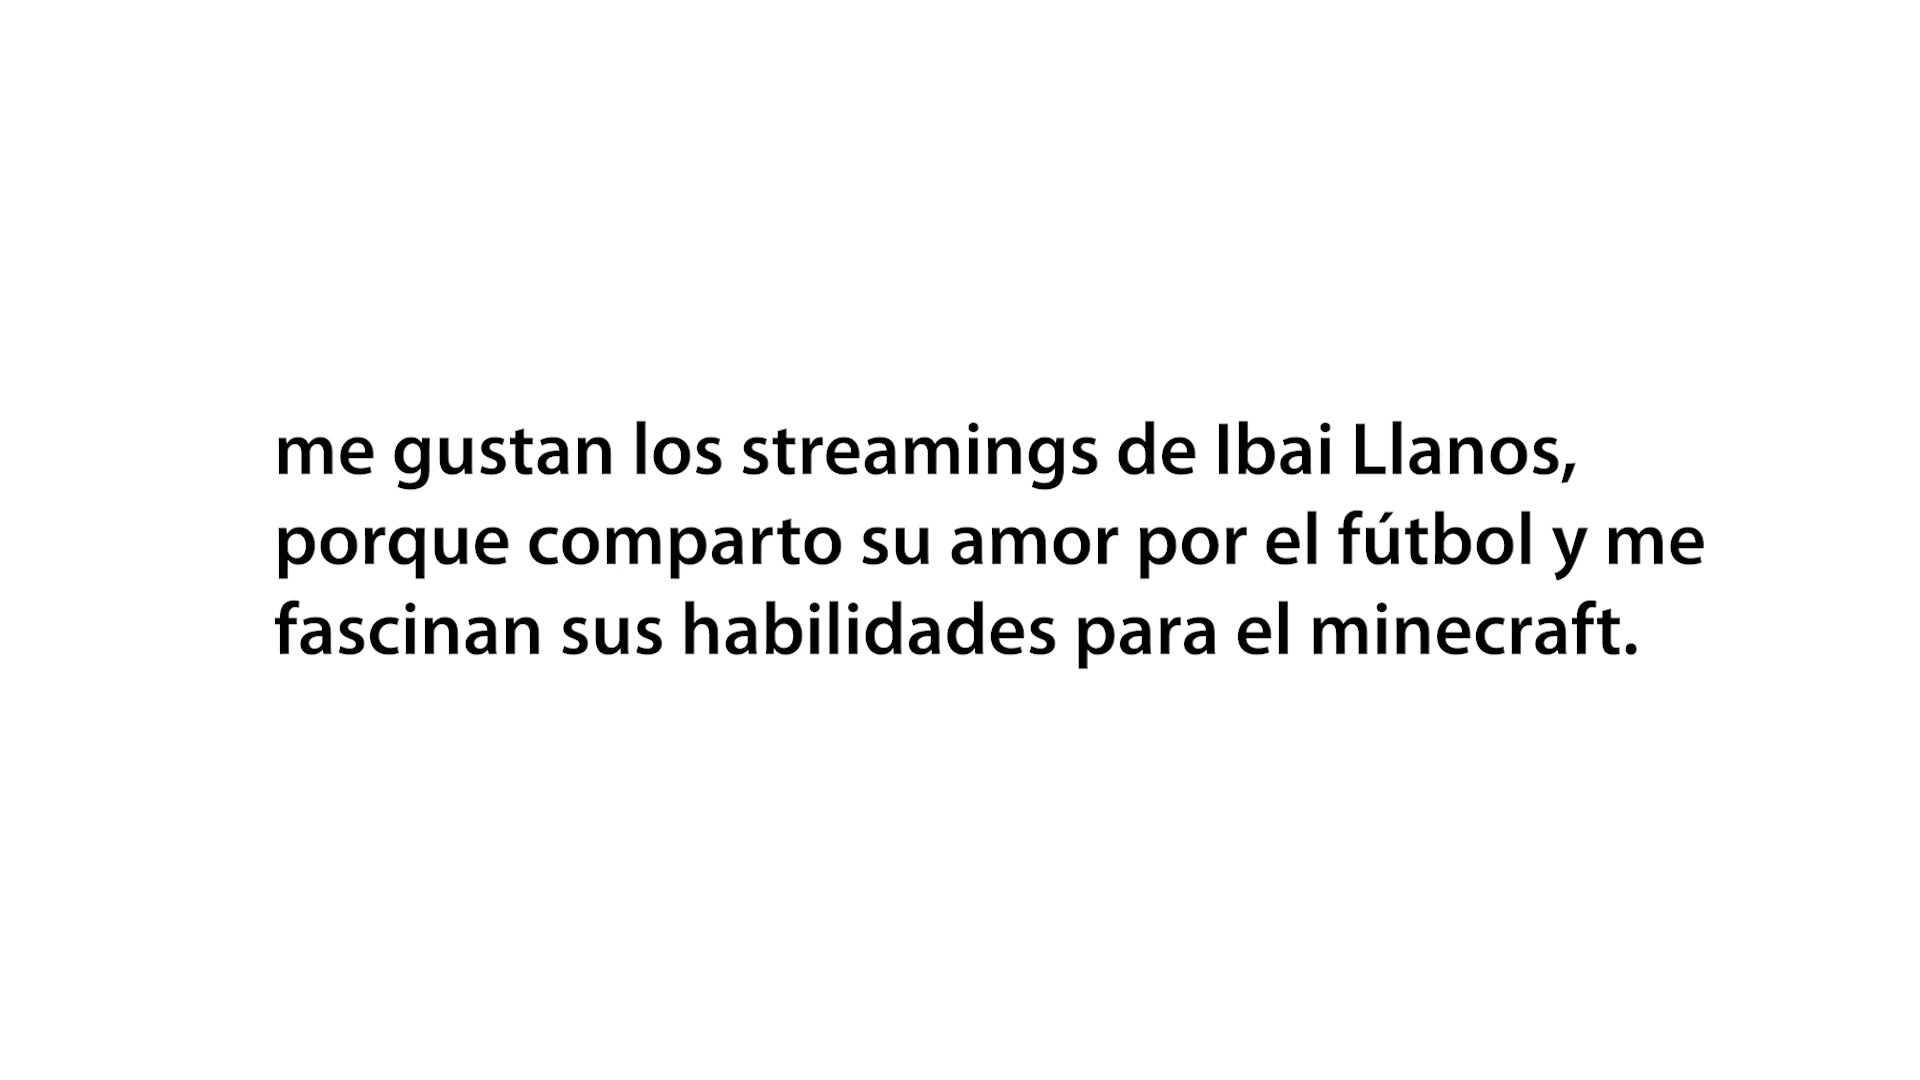 me gustan los streamings de Ibai Llanos,
porque comparto su amor por el fútbol y me
fascinan sus habilidades para el minecraft.